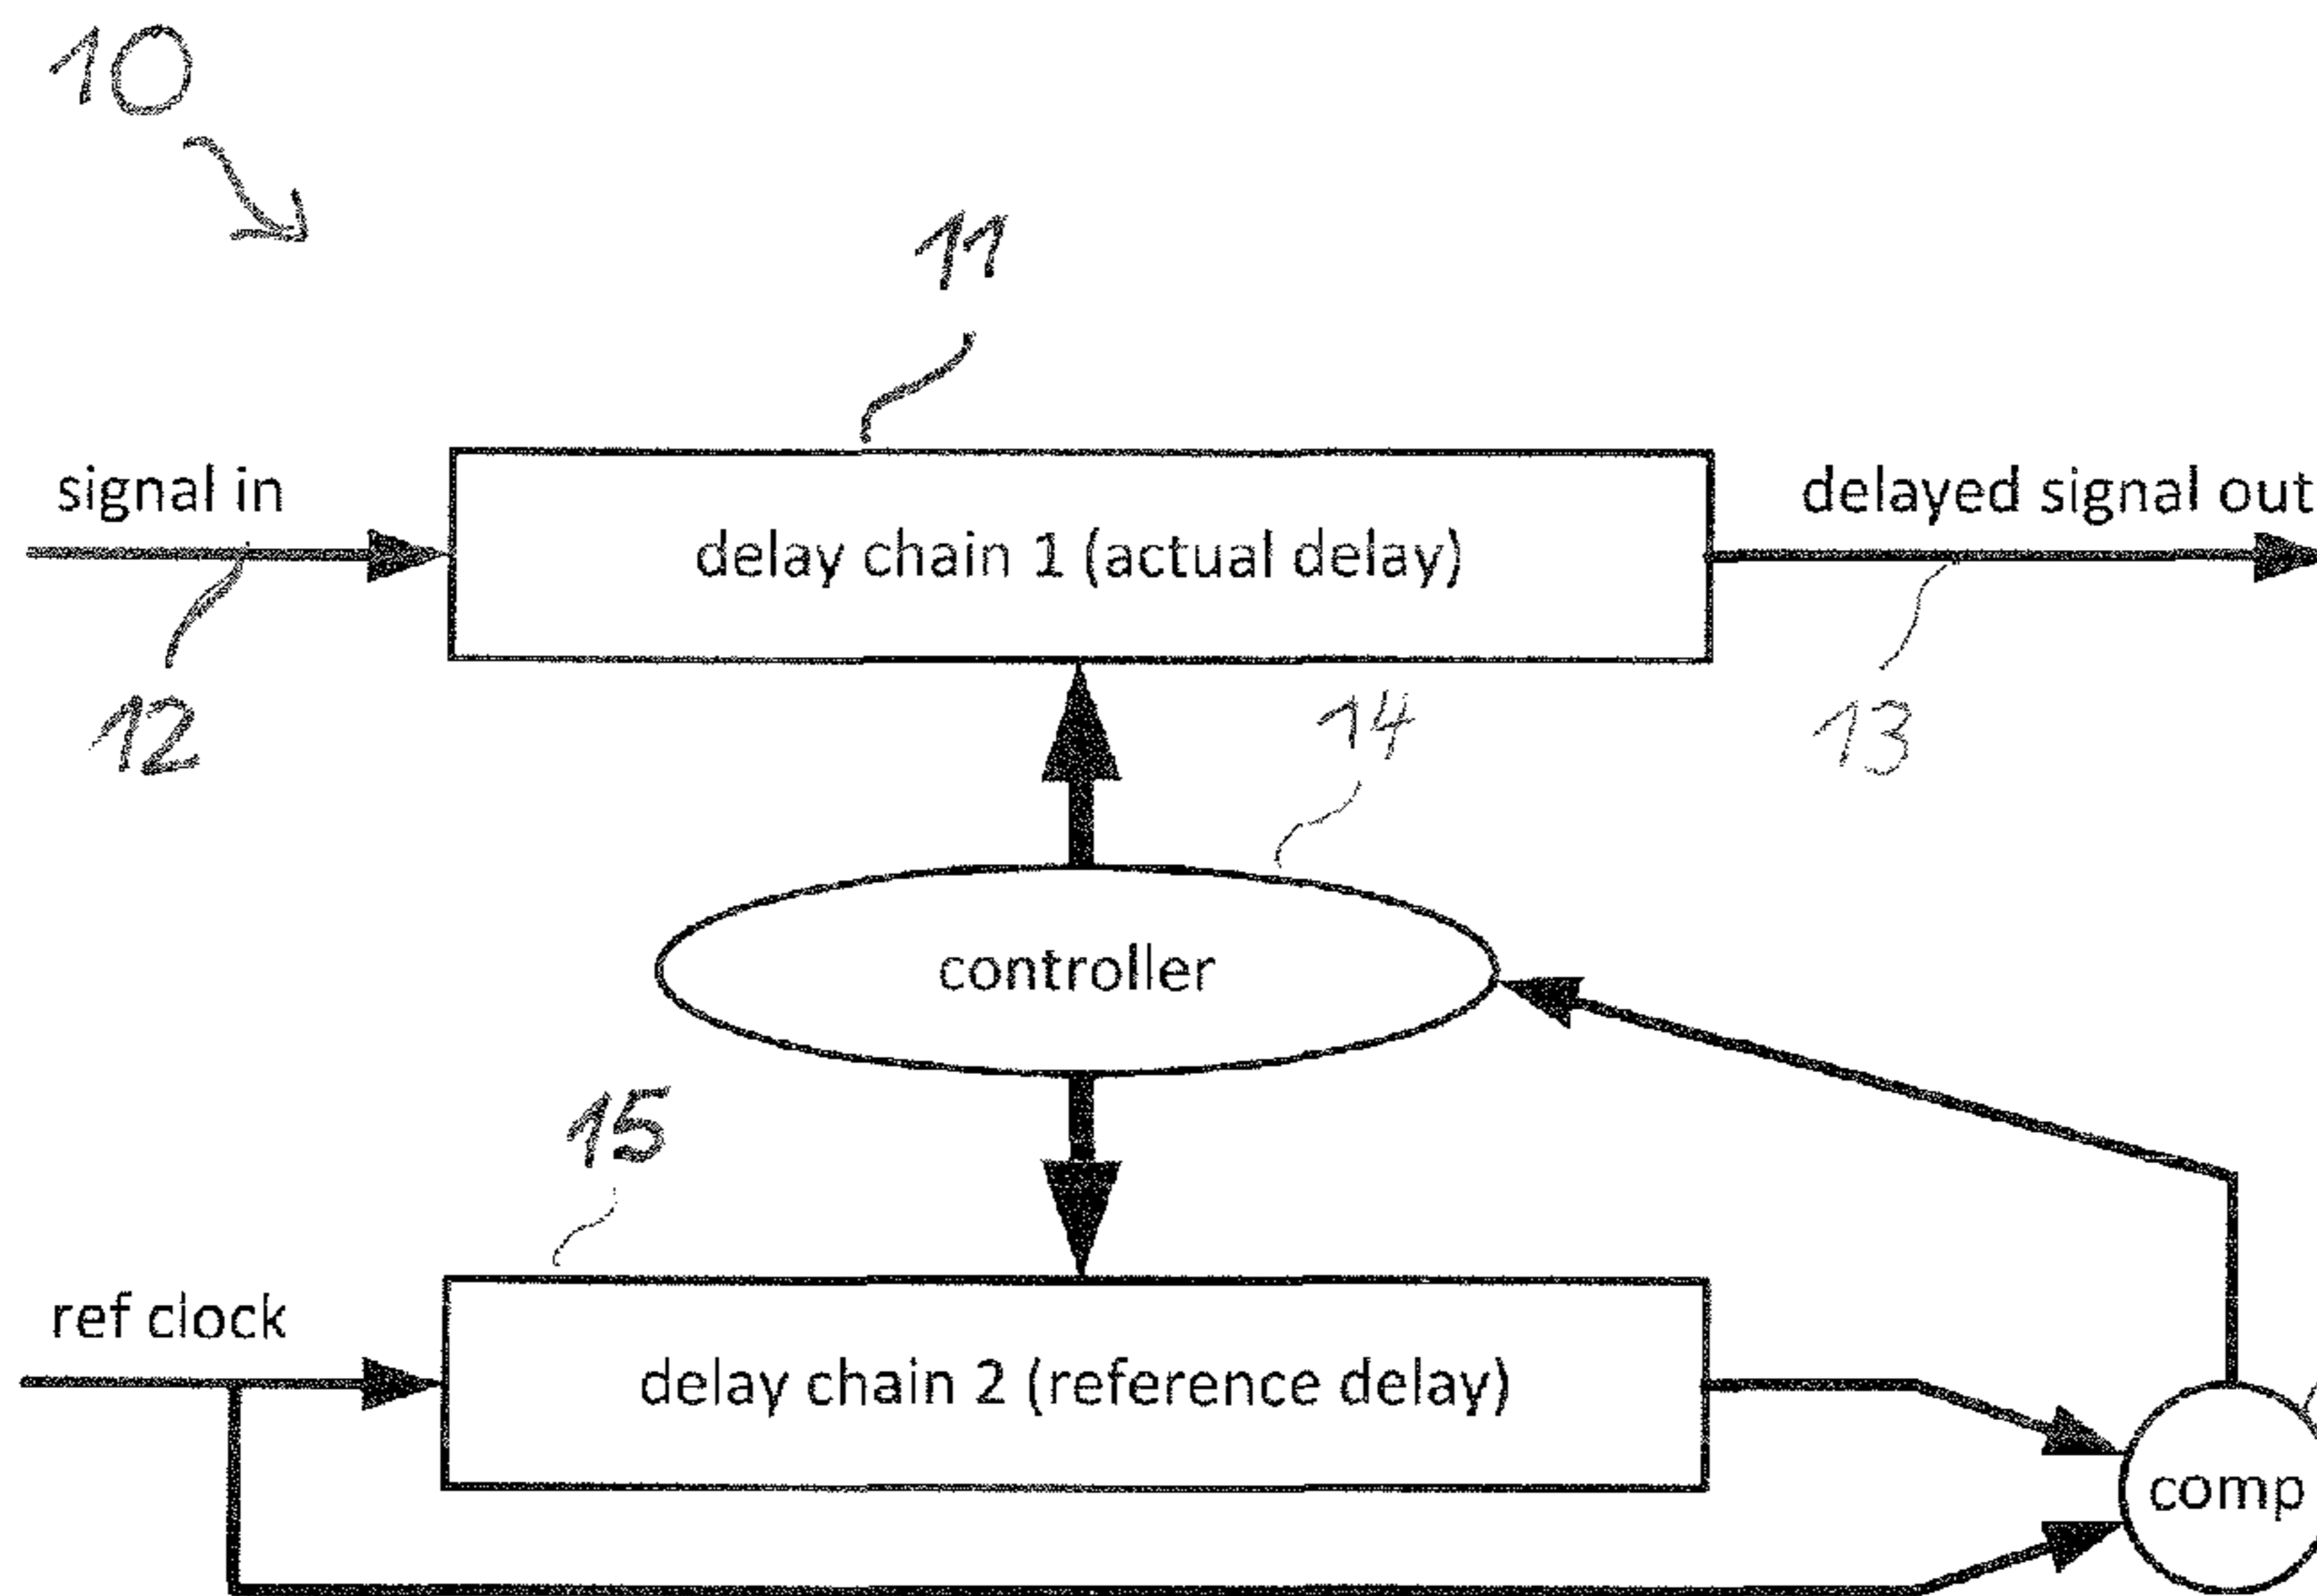 10
11
signal in
delayed signal out
delay chain 1 (actual delay)
12
14
13
controller
15
ref clock
delay chain 2 (reference delay)
comp